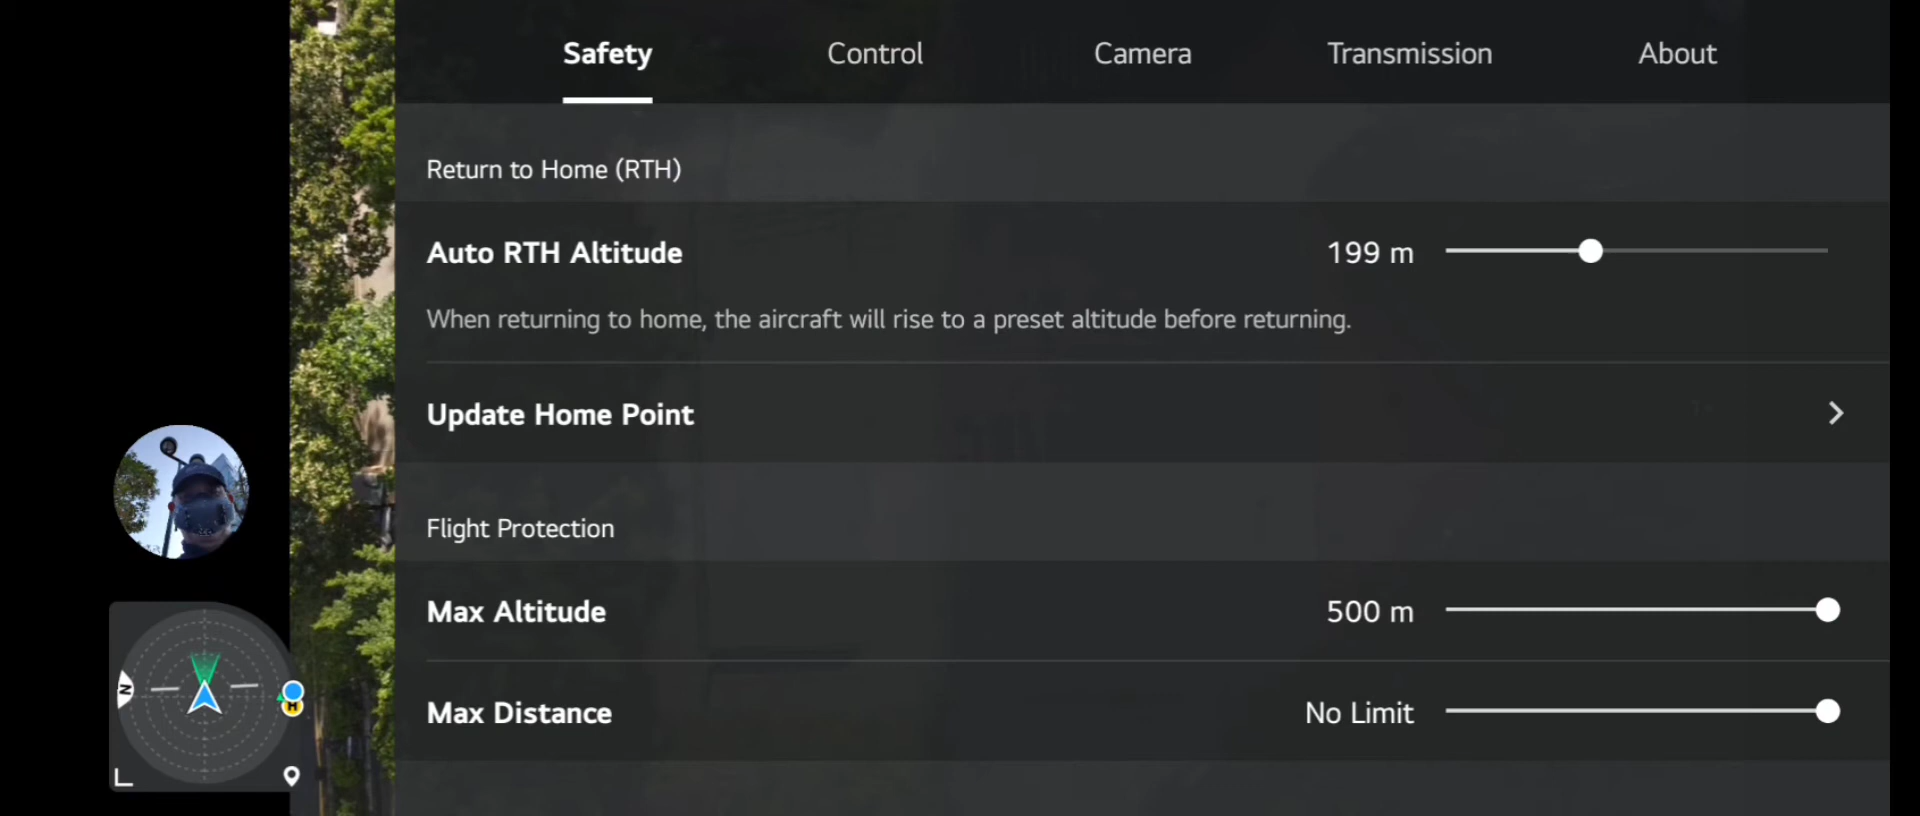 Safety Control Camera Transmission About
Return to Home (RTH)
Auto RTH Altitude 199 m
When returning to home, the aircraft will rise to a preset altitude before returning.
Update Home Point
Flight Protection
Max Altitude 500 m
Max Distance No Limit
N
H